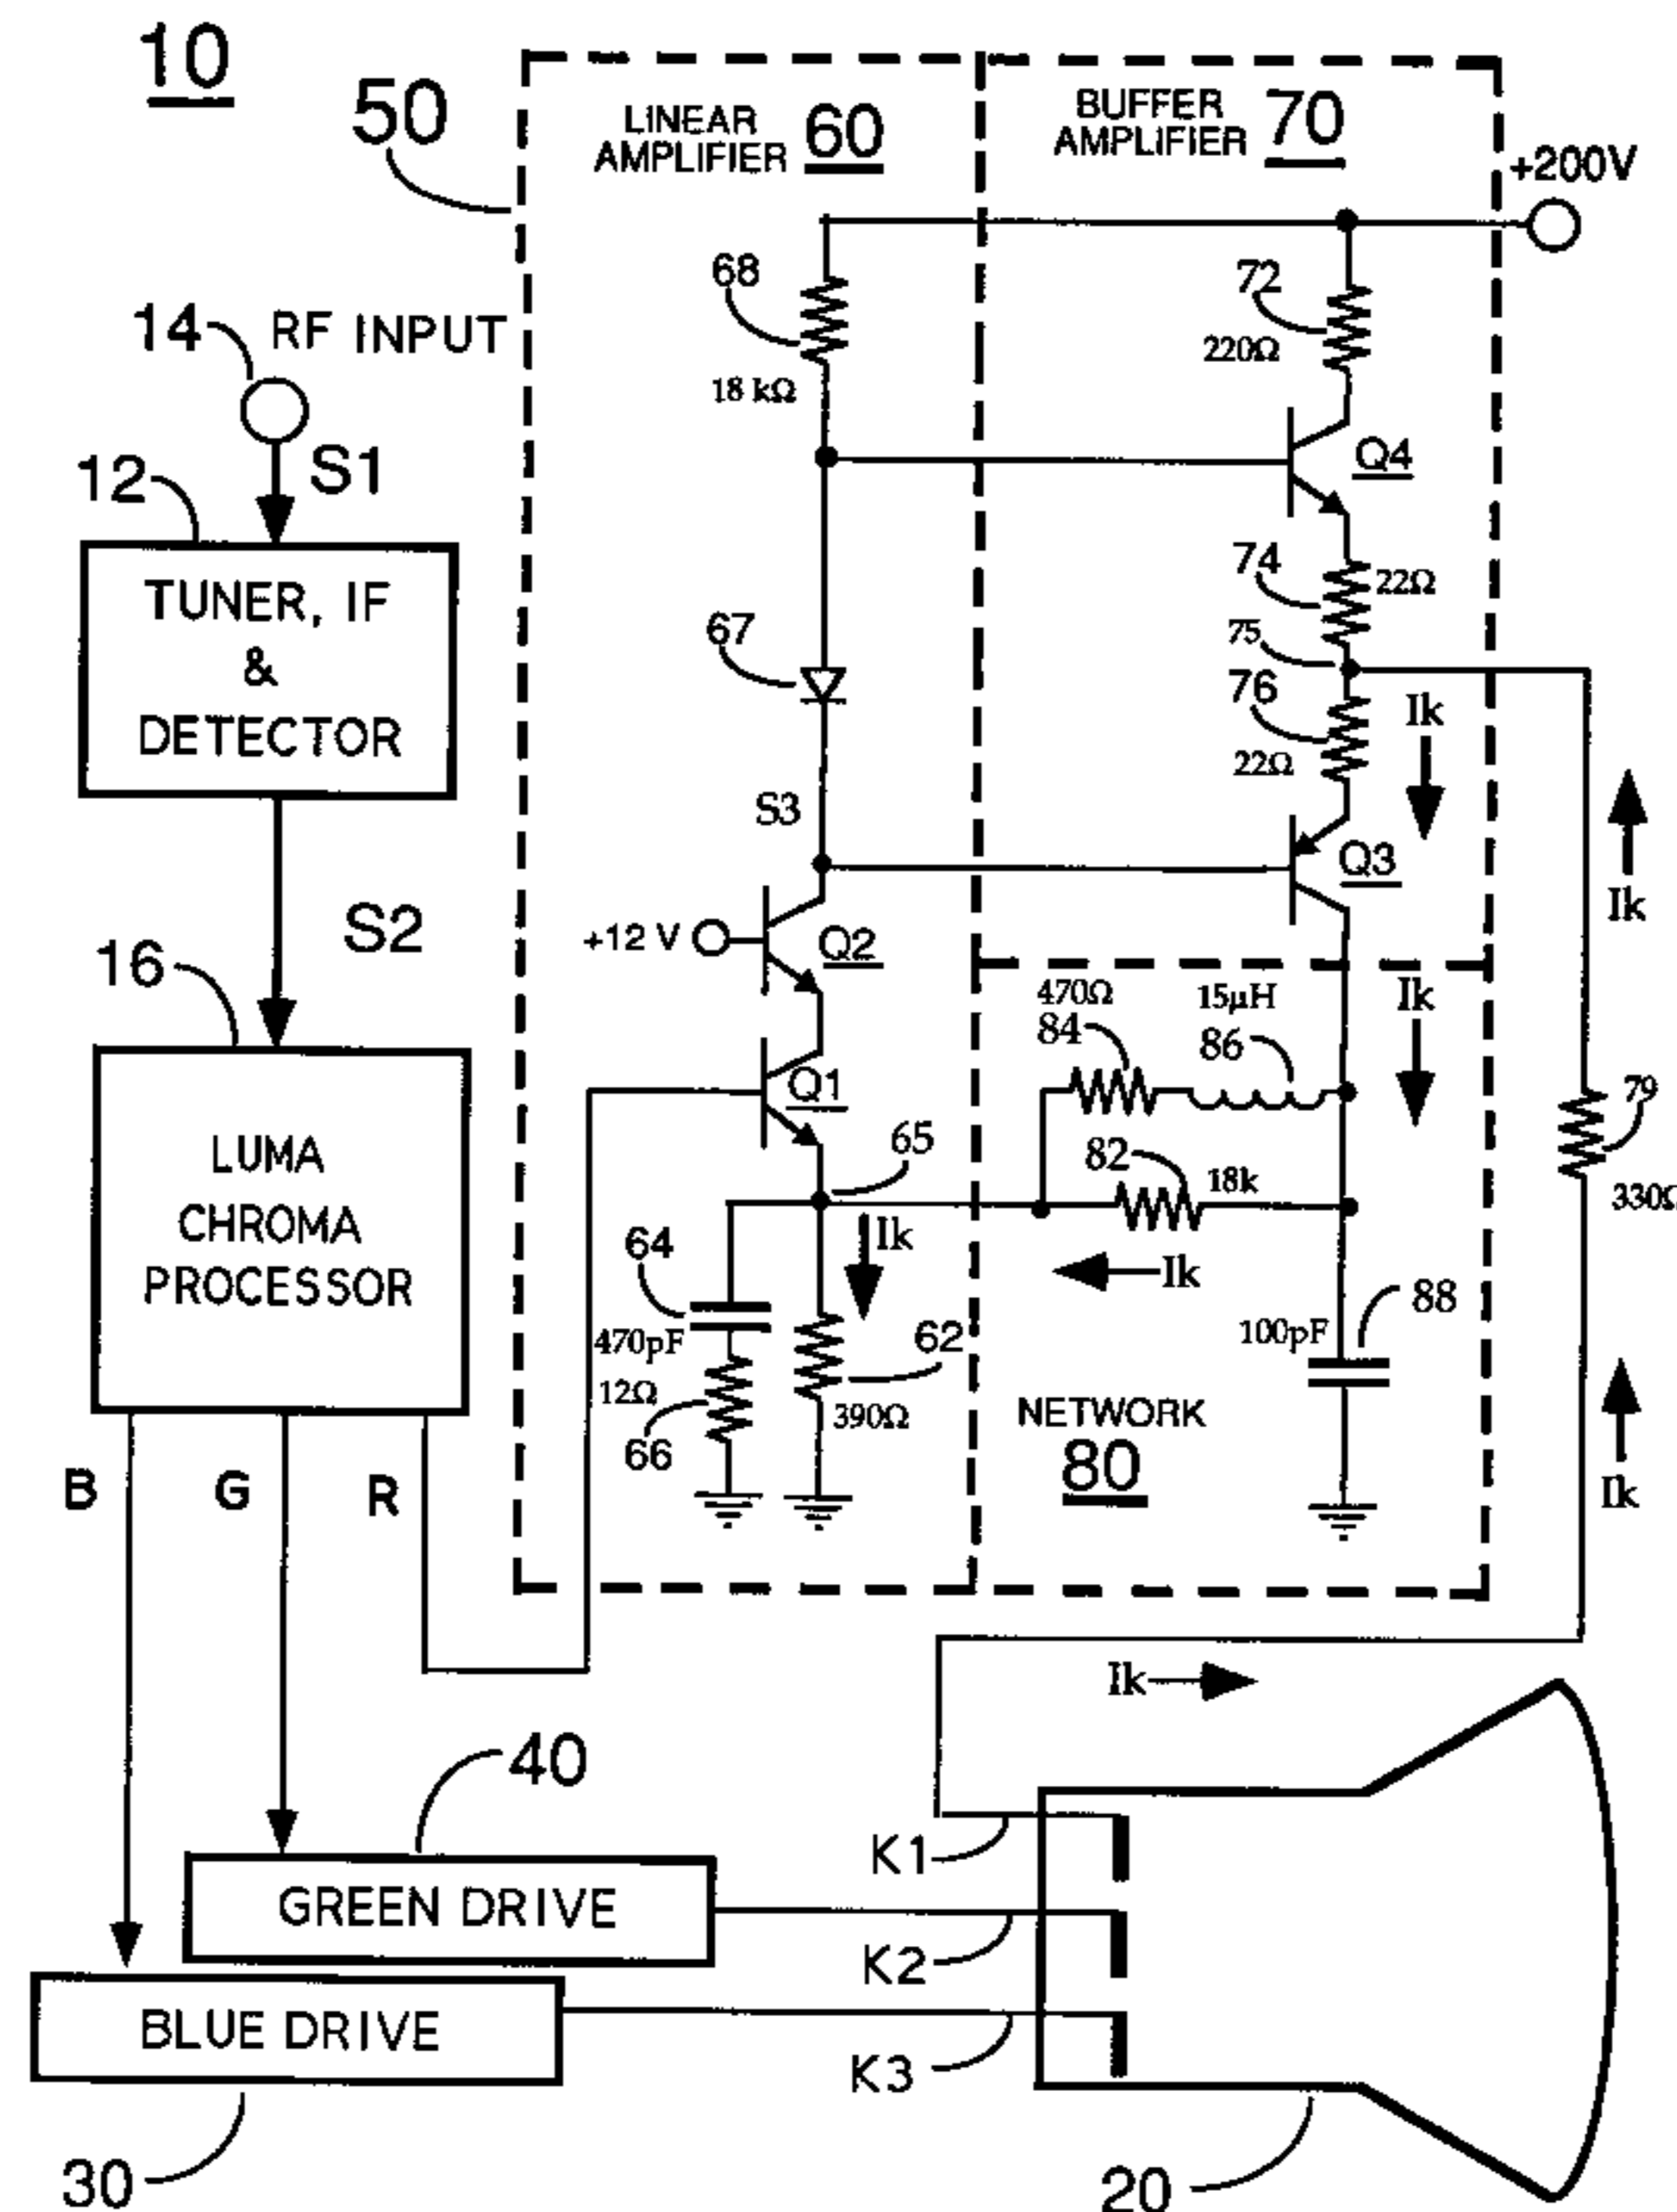 10
50
LINEAR
AMPLIFIER 60
BUFFER
AMPLIFIER 70
+200V
14
RF INPUT
S1
12
TUNER, IF
&
DETECTOR
S2
16
LUMA
CHROMA
PROCESSOR
B
G
R
68
18 kΩ
72
220Ω
Q4
74
22Ω
75
67
76
22Ω
Ik
S3
Q3
Ik
+12 V
Q2
470Ω
15µH
Ik
84
86
Q1
65
82
18k
79
330Ω
64
Ik
Ik
470pF
62
100pF
88
12Ω
390Ω
66
NETWORK
80
Ik
Ik
40
GREEN DRIVE
K1
K2
BLUE DRIVE
K3
30
20